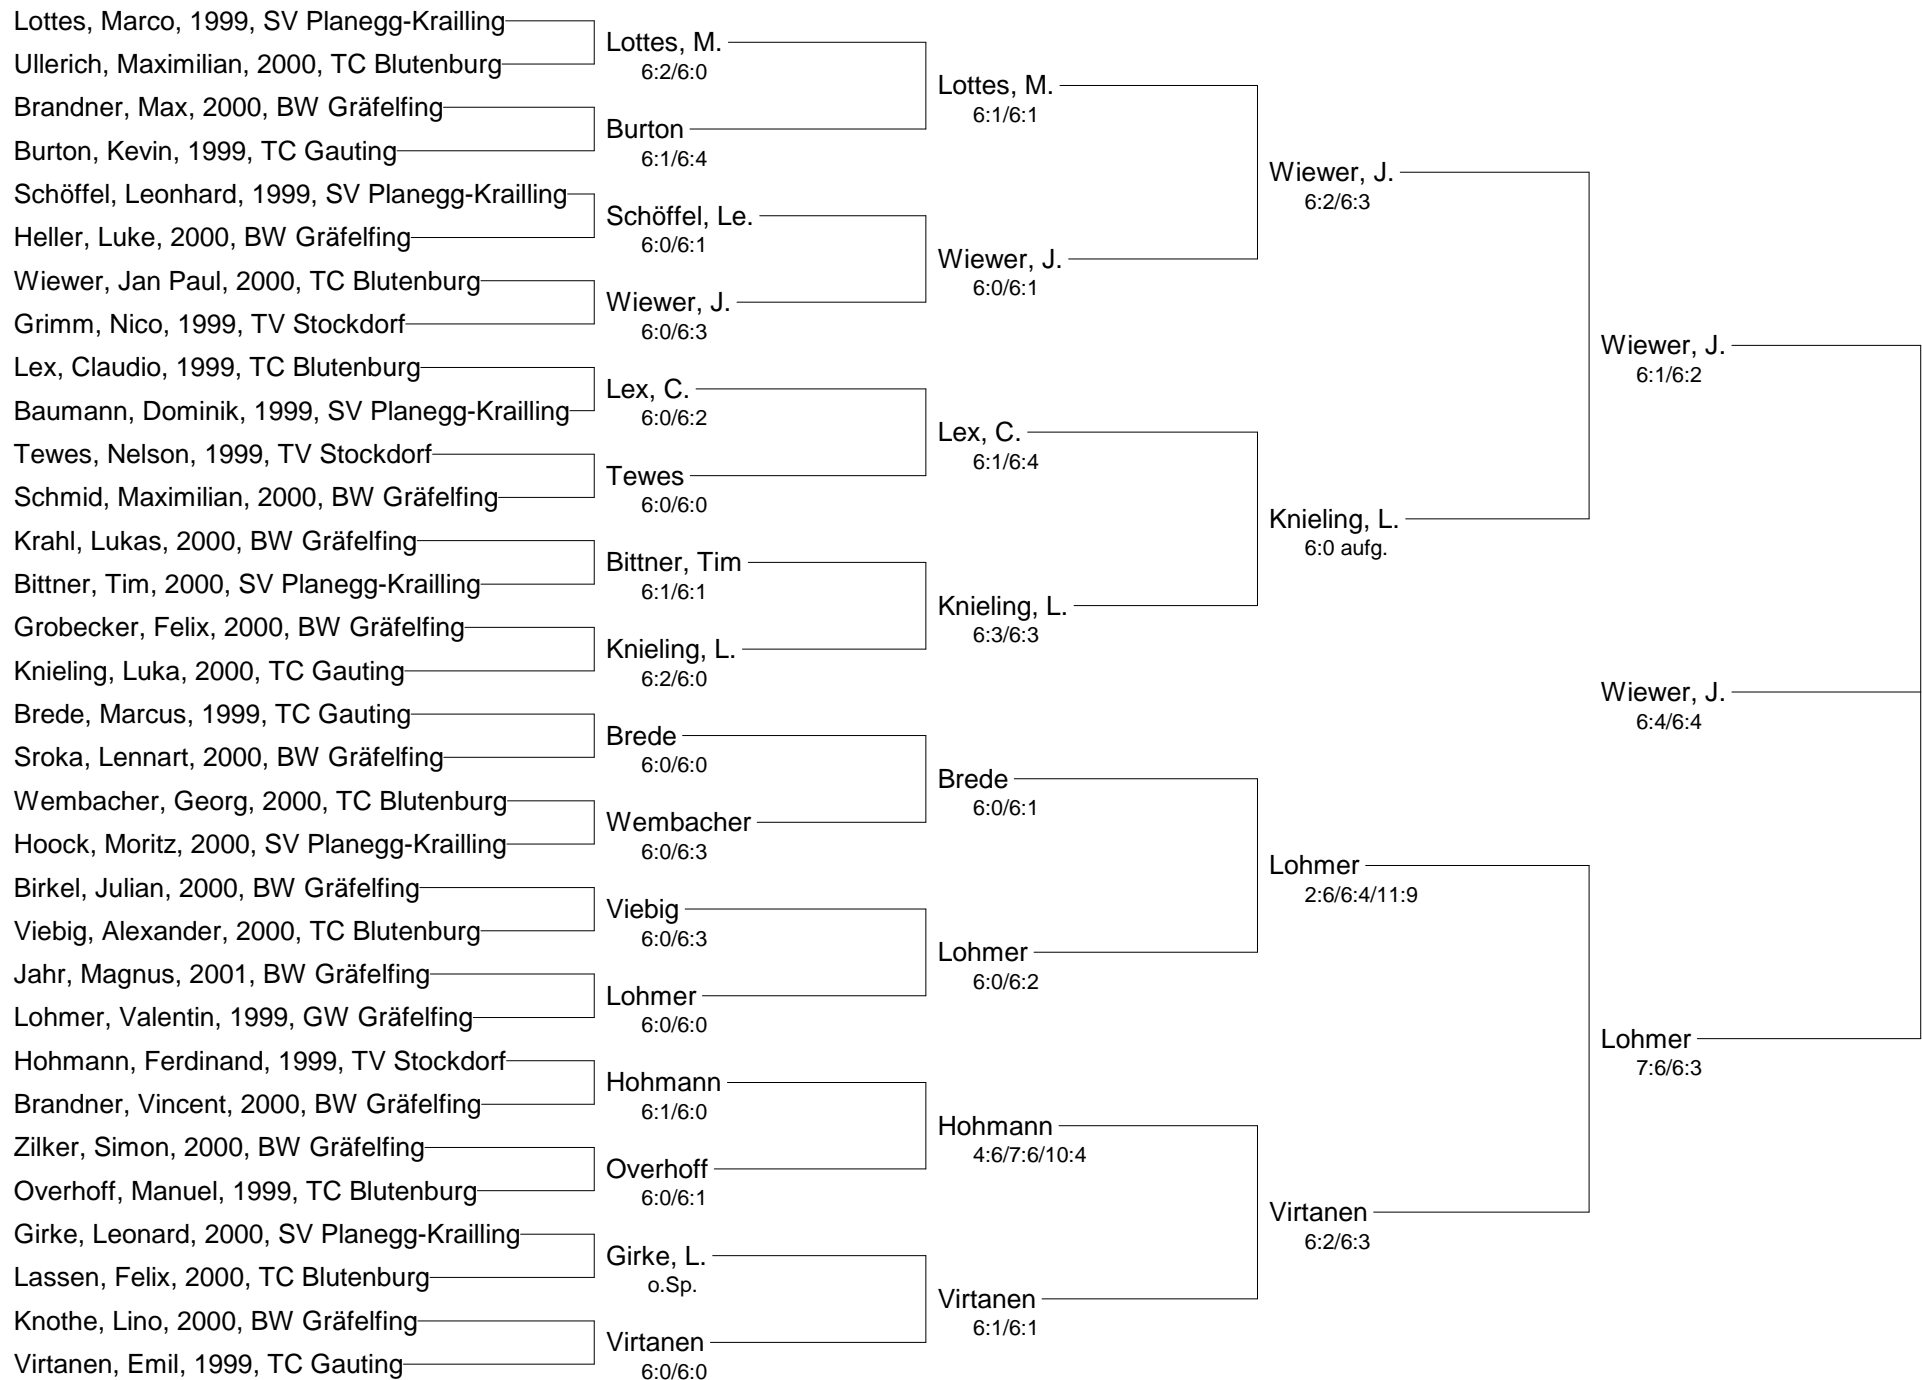 Lottes, Marco, 1999, SV Planegg-Krailling
Ullerich, Maximilian, 2000, TC Blutenburg
Brandner, Max, 2000, BW Gräfelfing
Burton, Kevin, 1999, TC Gauting
Schöffel, Leonhard, 1999, SV Planegg-Krailling
Heller, Luke, 2000, BW Gräfelfing
Wiewer, Jan Paul, 2000, TC Blutenburg
Grimm, Nico, 1999, TV Stockdorf
Lex, Claudio, 1999, TC Blutenburg
Baumann, Dominik, 1999, SV Planegg-Krailling
Tewes, Nelson, 1999, TV Stockdorf
Schmid, Maximilian, 2000, BW Gräfelfing
Krahl, Lukas, 2000, BW Gräfelfing
Bittner, Tim, 2000, SV Planegg-Krailling
Grobecker, Felix, 2000, BW Gräfelfing
Knieling, Luka, 2000, TC Gauting
Brede, Marcus, 1999, TC Gauting
Sroka, Lennart, 2000, BW Gräfelfing
Wembacher, Georg, 2000, TC Blutenburg
Hoock, Moritz, 2000, SV Planegg-Krailling
Birkel, Julian, 2000, BW Gräfelfing
Viebig, Alexander, 2000, TC Blutenburg
Jahr, Magnus, 2001, BW Gräfelfing
Lohmer, Valentin, 1999, GW Gräfelfing
Hohmann, Ferdinand, 1999, TV Stockdorf
Brandner, Vincent, 2000, BW Gräfelfing
Zilker, Simon, 2000, BW Gräfelfing
Overhoff, Manuel, 1999, TC Blutenburg
Girke, Leonard, 2000, SV Planegg-Krailling
Lassen, Felix, 2000, TC Blutenburg
Knothe, Lino, 2000, BW Gräfelfing
Virtanen, Emil, 1999, TC Gauting
Lottes, M.
6:2/6:0
Burton
6:1/6:4
Schöffel, Le.
6:0/6:1
Wiewer, J.
6:0/6:3
Lex, C.
6:0/6:2
Tewes
6:0/6:0
Bittner, Tim
6:1/6:1
Knieling, L.
6:2/6:0
Brede
6:0/6:0
Wembacher
6:0/6:3
Viebig
6:0/6:3
Lohmer
6:0/6:0
Hohmann
6:1/6:0
Overhoff
6:0/6:1
Girke, L.
o.Sp.
Virtanen
6:0/6:0
Lottes, M.
6:1/6:1
Wiewer, J.
6:0/6:1
Lex, C.
6:1/6:4
Knieling, L.
6:3/6:3
Brede
6:0/6:1
Lohmer
6:0/6:2
Hohmann
4:6/7:6/10:4
Virtanen
6:1/6:1
Wiewer, J.
6:2/6:3
Knieling, L.
6:0 aufg.
Lohmer
2:6/6:4/11:9
Virtanen
6:2/6:3
Wiewer, J.
6:1/6:2
Wiewer, J.
6:4/6:4
Lohmer
7:6/6:3